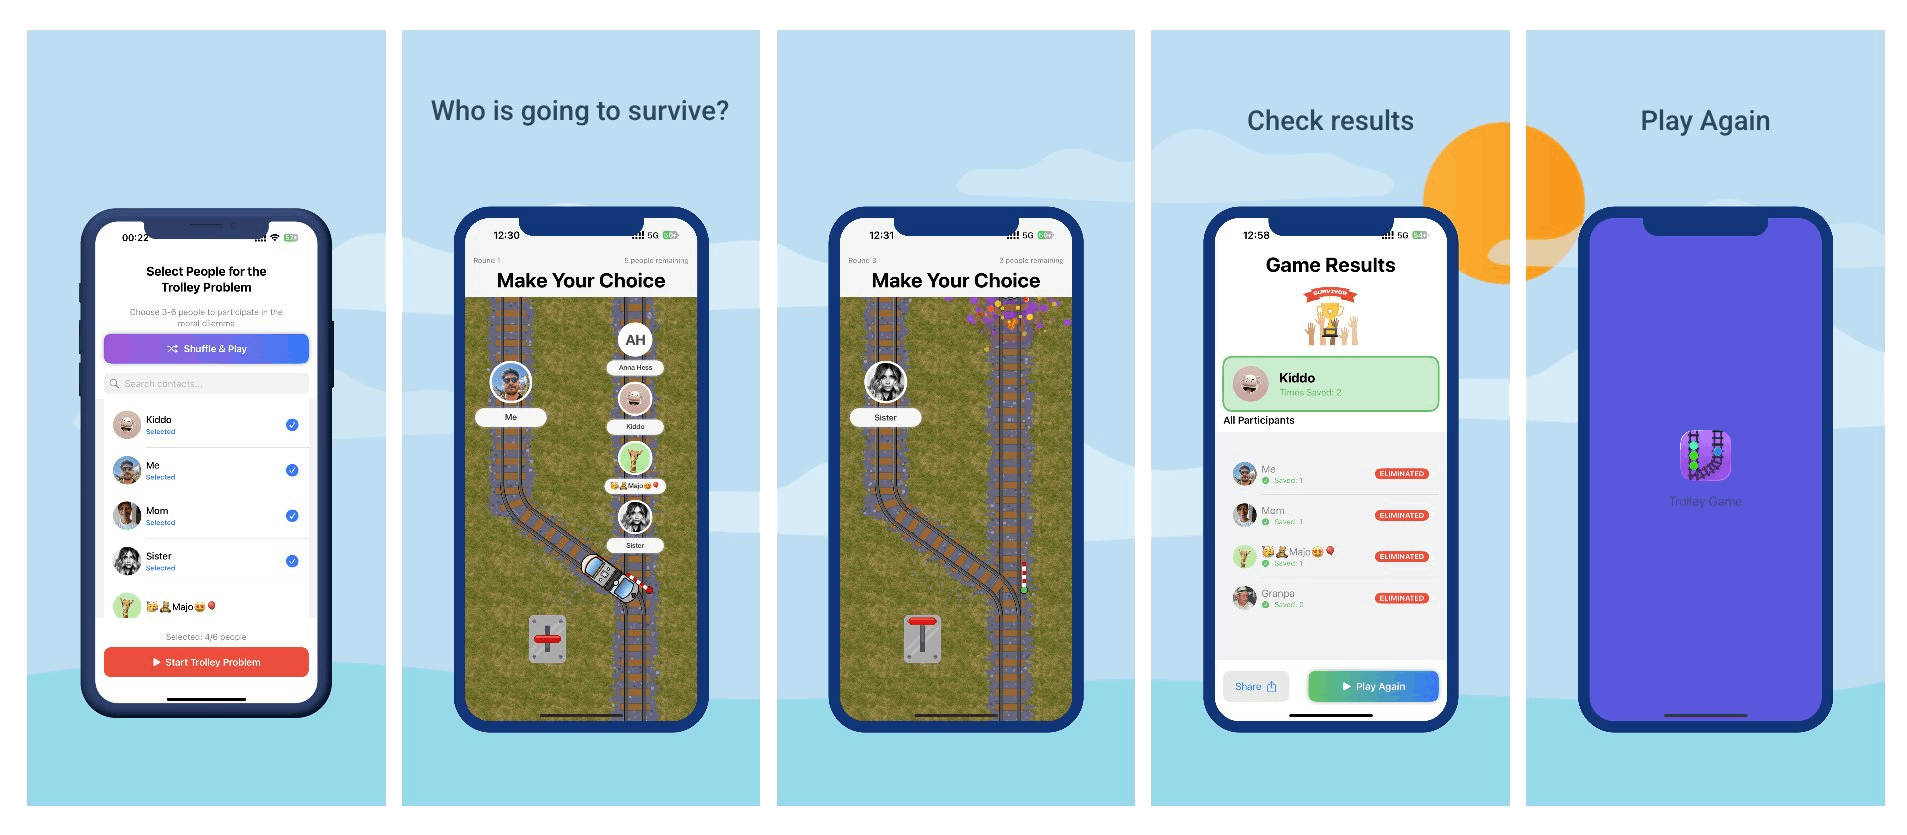 00:22
Select People for the
Trolley Problem
Choose 3-6 people to participate in the
moral dilemma
Shuffle & Play
Search contacts...
Kiddo
Selected
Me
Selected
Mom
Selected
Sister
Selected
🥳🧸Majo😍🎈
Selected: 4/6 people
Start Trolley Problem
Who is going to survive?
12:30
5G
Round 1
5 people remaining
Make Your Choice
AH
Anna Hess
Me
Kiddo
🥳🧸Majo😍🎈
Sister
12:31
5G
Round 3
3 people remaining
Make Your Choice
Sister
Check results
12:58
5G
Game Results
SURVIVOR
Kiddo
Times Saved: 2
All Participants
Me
Saved: 1
ELIMINATED
Mom
Saved: 1
ELIMINATED
🥳🧸Majo😍🎈
Saved: 1
ELIMINATED
Granpa
Saved: 0
ELIMINATED
Share
Play Again
Play Again
Trolley Game